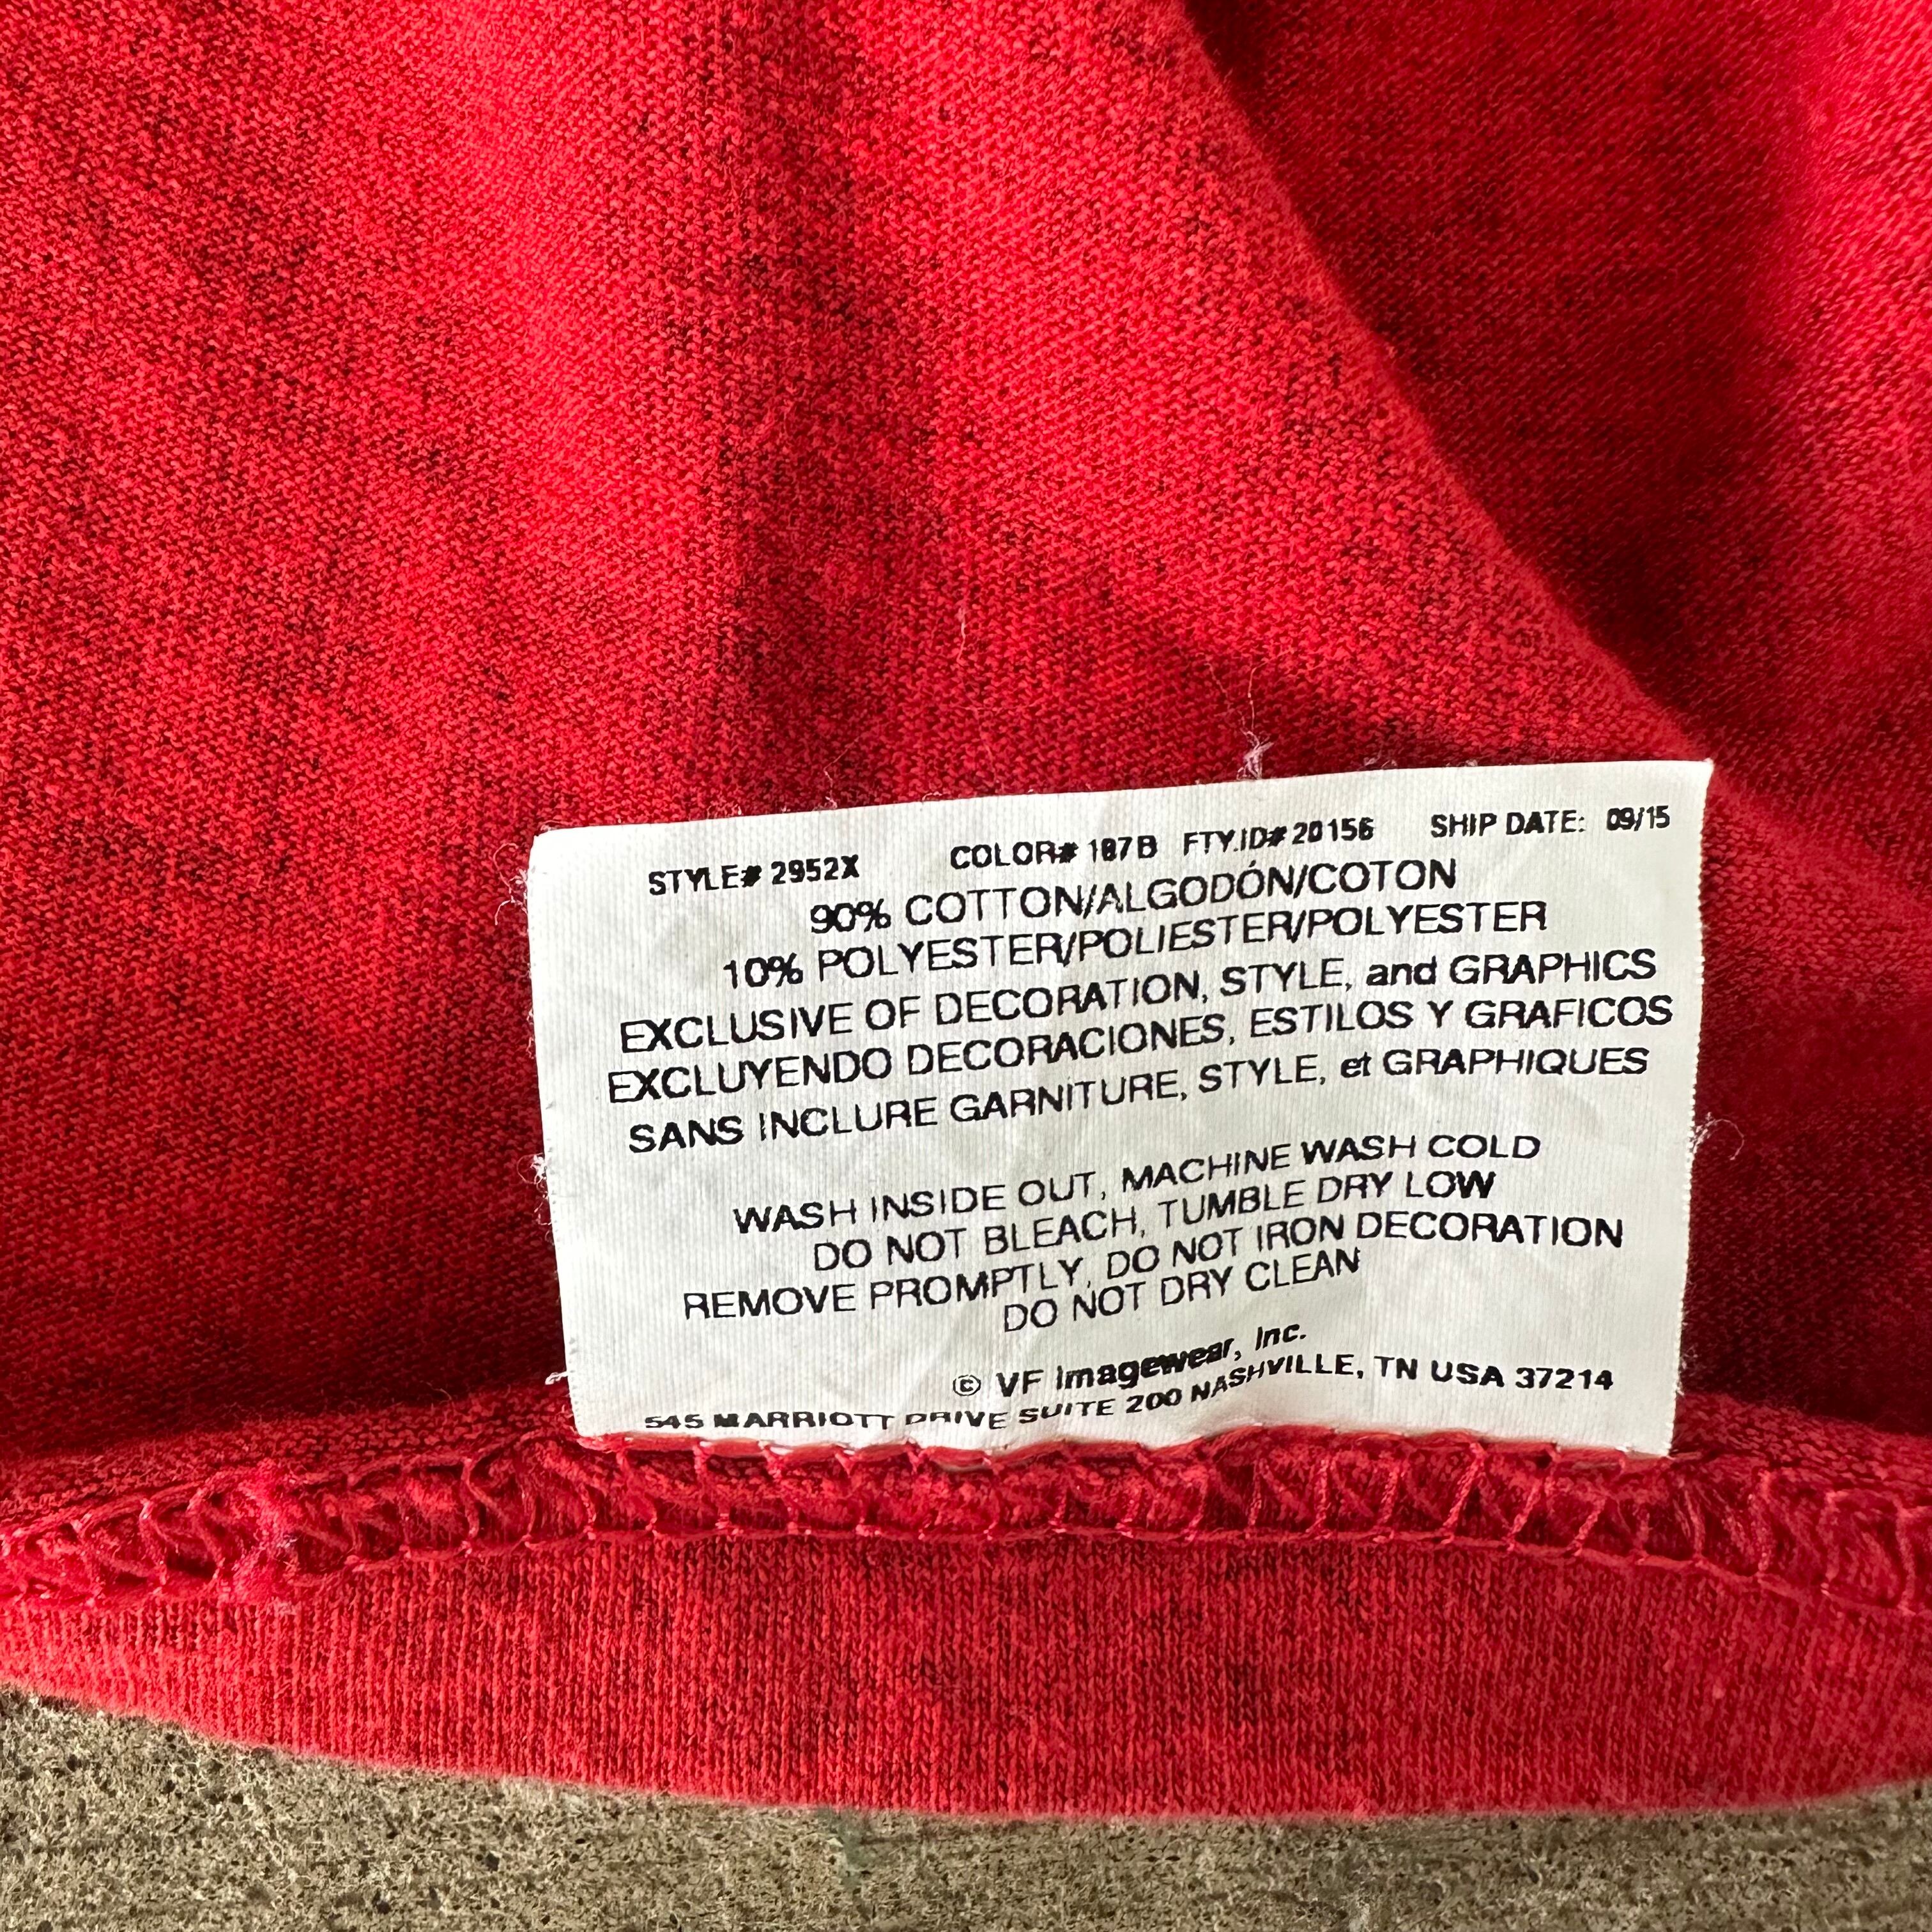 STYLE# 2952X COLOR# 187B FTY.ID# 20156 SHIP DATE: 09/15
90% COTTON/ALGODÓN/COTON
10% POLYESTER/POLIESTER/POLYESTER
EXCLUSIVE OF DECORATION, STYLE, and GRAPHICS
EXCLUYENDO DECORACIONES, ESTILOS Y GRAFICOS
SANS INCLURE GARNITURE, STYLE, et GRAPHIQUES
WASH INSIDE OUT, MACHINE WASH COLD
DO NOT BLEACH, TUMBLE DRY LOW
REMOVE PROMPTLY, DO NOT IRON DECORATION
DO NOT DRY CLEAN
© VF Imagewear, Inc.
545 MARRIOTT DRIVE SUITE 200 NASHVILLE, TN USA 37214